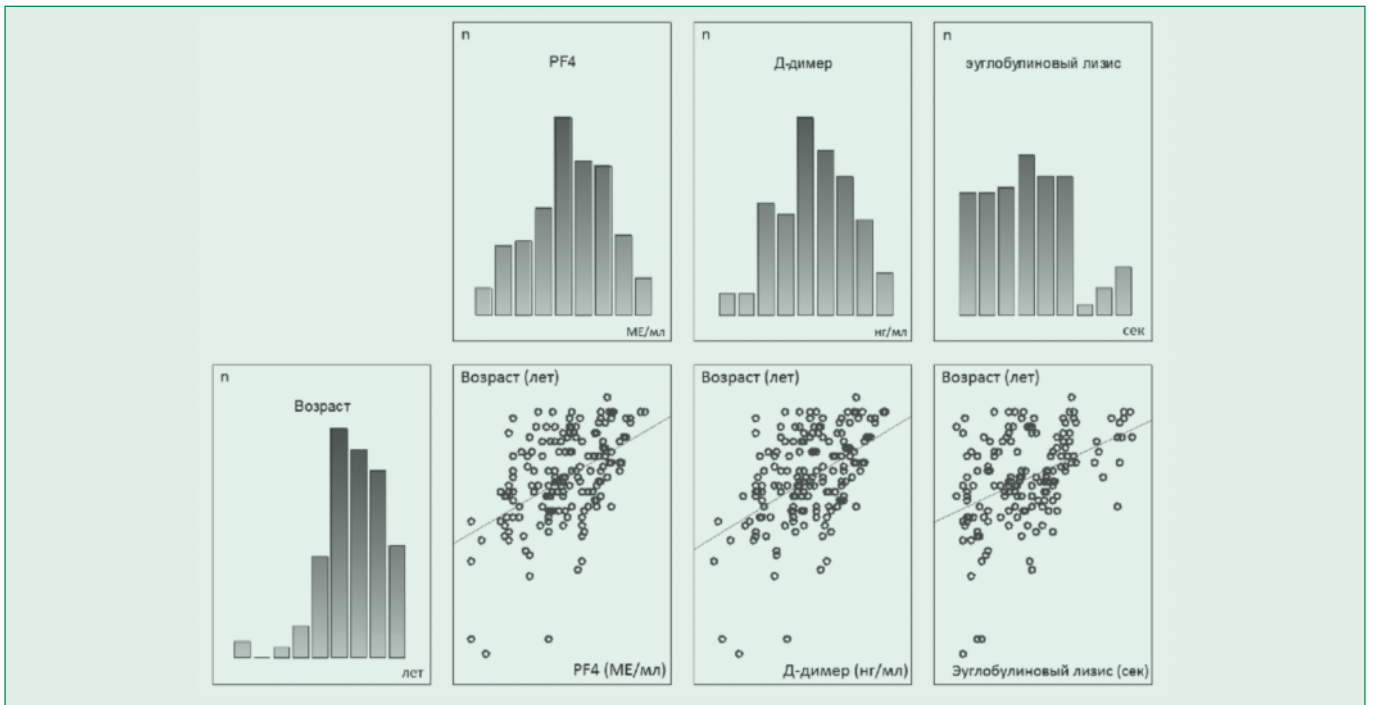 n
PF4
МЕ/мл
n
Д-димер
нг/мл
n
эуглобулиновый лизис
сек
n
Возраст
лет
Возраст (лет)
PF4 (МЕ/мл)
Возраст (лет)
Д-димер (нг/мл)
Возраст (лет)
Эуглобулиновый лизис (сек)